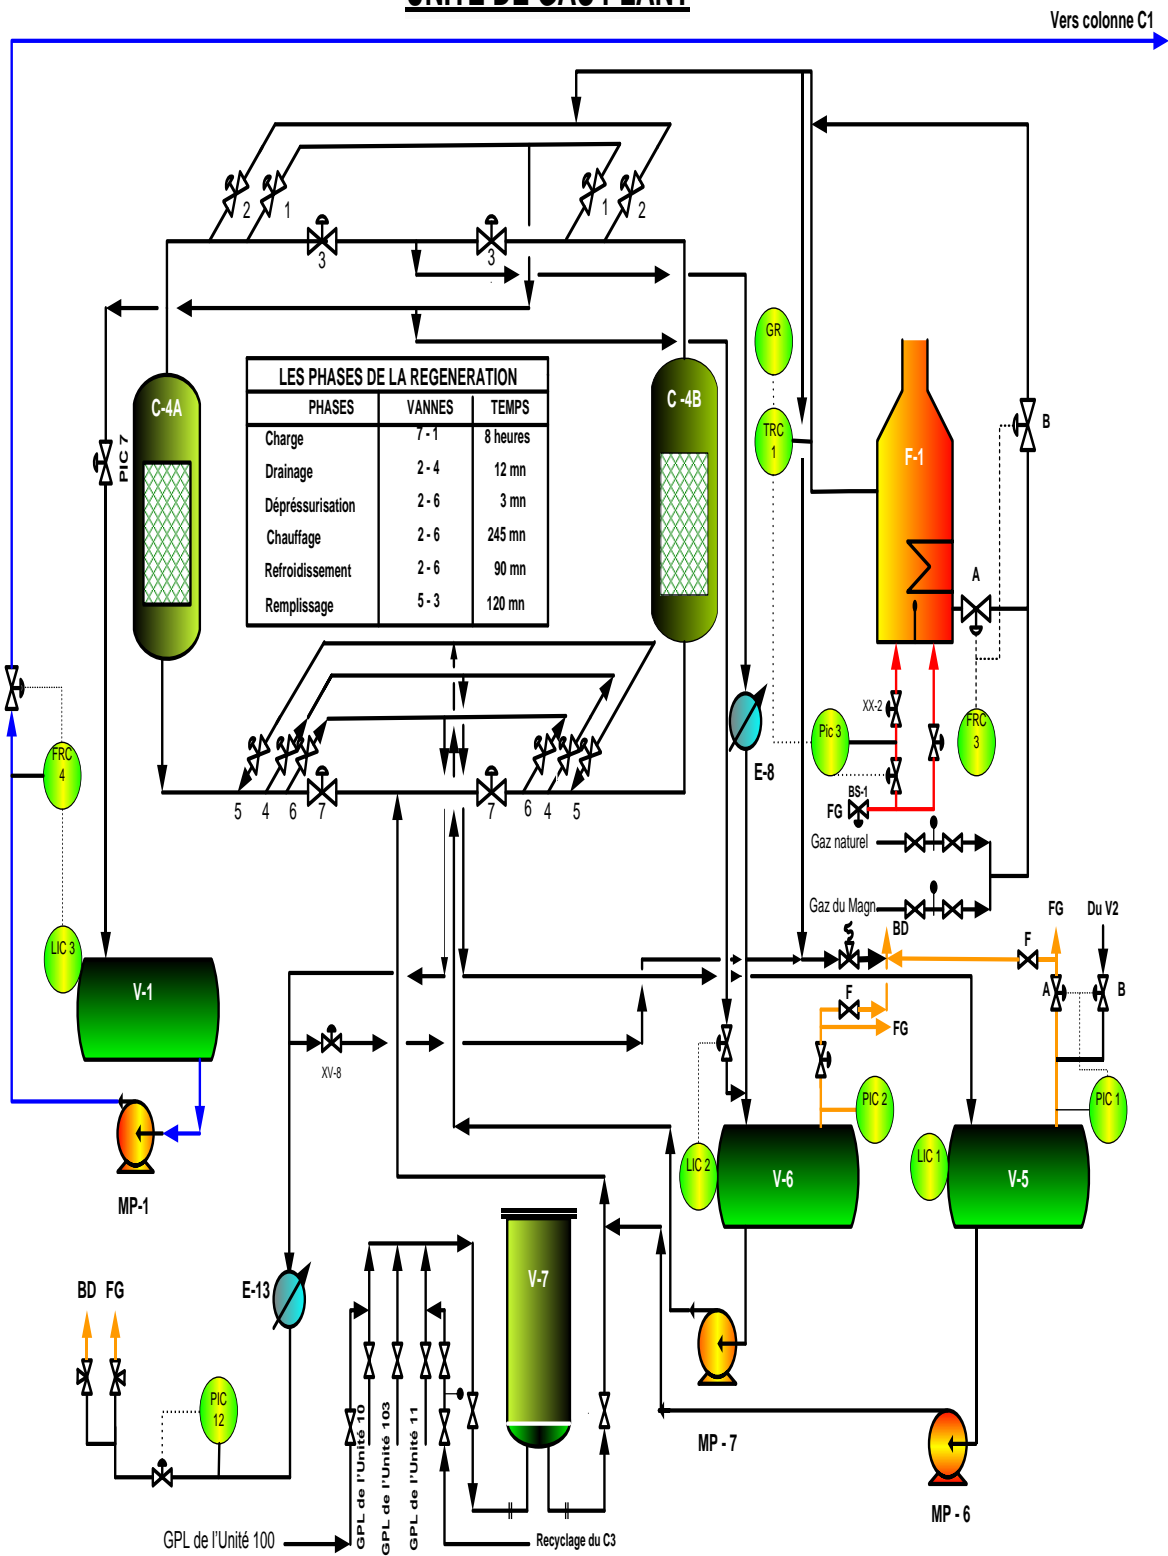 UNITE DE GAS PLANT
Vers colonne C1
2
1
1
2
3
3
GR
C-4A
C -4B
TRC
1
B
F-1
PIC 7
LES PHASES DE LA REGENERATION
PHASES VANNES TEMPS
Charge 7 - 1 8 heures
Drainage 2 - 4 12 mn
Dépréssurisation 2 - 6 3 mn
Chauffage 2 - 6 245 mn
Refroidissement 2 - 6 90 mn
Remplissage 5 - 3 120 mn
A
XX-2
Pic 3
FRC
3
FRC
4
E-8
BS-1
FG
5
4
6
7
7
6
4
5
Gaz naturel
Gaz du Magn
FG
Du V2
BD
F
LIC 3
V-1
A
B
F
FG
XV-8
PIC 2
PIC 1
LIC 2
V-6
LIC 1
V-5
MP-1
V-7
E-13
BD FG
PIC
12
MP - 7
MP - 6
GPL de l'Unité 10
GPL de l'Unité 103
GPL de l'Unité 11
GPL de l'Unité 100
Recyclage du C3